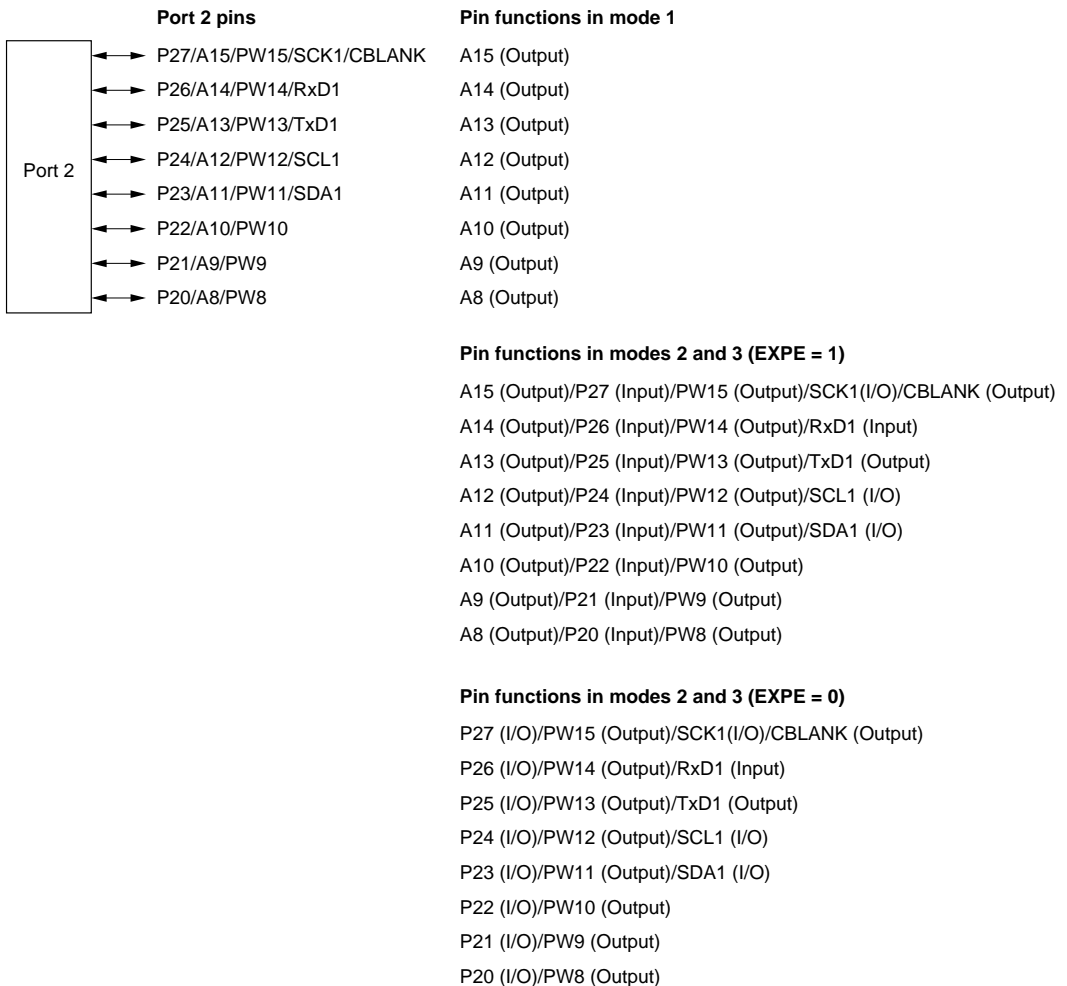 Port 2 pins Pin functions in mode 1
Port 2
P27/A15/PW15/SCK1/CBLANK A15 (Output)
P26/A14/PW14/RxD1 A14 (Output)
P25/A13/PW13/TxD1 A13 (Output)
P24/A12/PW12/SCL1 A12 (Output)
P23/A11/PW11/SDA1 A11 (Output)
P22/A10/PW10 A10 (Output)
P21/A9/PW9 A9 (Output)
P20/A8/PW8 A8 (Output)
Pin functions in modes 2 and 3 (EXPE = 1)
A15 (Output)/P27 (Input)/PW15 (Output)/SCK1(I/O)/CBLANK (Output)
A14 (Output)/P26 (Input)/PW14 (Output)/RxD1 (Input)
A13 (Output)/P25 (Input)/PW13 (Output)/TxD1 (Output)
A12 (Output)/P24 (Input)/PW12 (Output)/SCL1 (I/O)
A11 (Output)/P23 (Input)/PW11 (Output)/SDA1 (I/O)
A10 (Output)/P22 (Input)/PW10 (Output)
A9 (Output)/P21 (Input)/PW9 (Output)
A8 (Output)/P20 (Input)/PW8 (Output)
Pin functions in modes 2 and 3 (EXPE = 0)
P27 (I/O)/PW15 (Output)/SCK1(I/O)/CBLANK (Output)
P26 (I/O)/PW14 (Output)/RxD1 (Input)
P25 (I/O)/PW13 (Output)/TxD1 (Output)
P24 (I/O)/PW12 (Output)/SCL1 (I/O)
P23 (I/O)/PW11 (Output)/SDA1 (I/O)
P22 (I/O)/PW10 (Output)
P21 (I/O)/PW9 (Output)
P20 (I/O)/PW8 (Output)